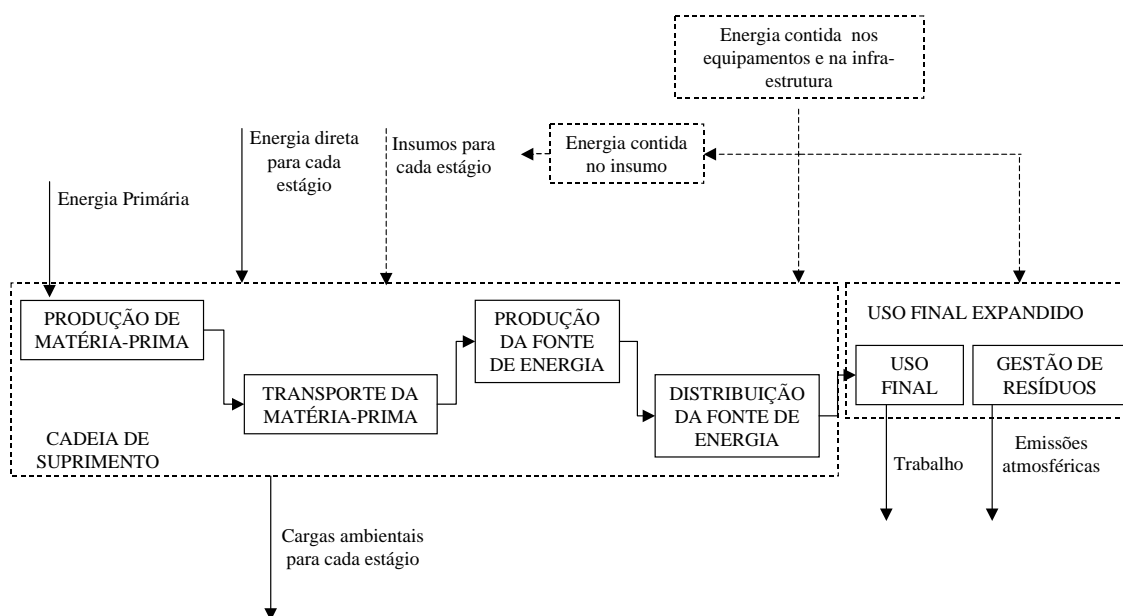 Energia contida nos
equipamentos e na infra-
estrutura
Energia direta
para cada
estágio
Insumos para
cada estágio
Energia contida
no insumo
Energia Primária
PRODUÇÃO DE
MATÉRIA-PRIMA
TRANSPORTE DA
MATÉRIA-PRIMA
PRODUÇÃO
DA FONTE
DE ENERGIA
DISTRIBUIÇÃO
DA FONTE DE
ENERGIA
CADEIA DE
SUPRIMENTO
USO FINAL EXPANDIDO
USO
FINAL
GESTÃO DE
RESÍDUOS
Trabalho
Emissões
atmosféricas
Cargas ambientais
para cada estágio